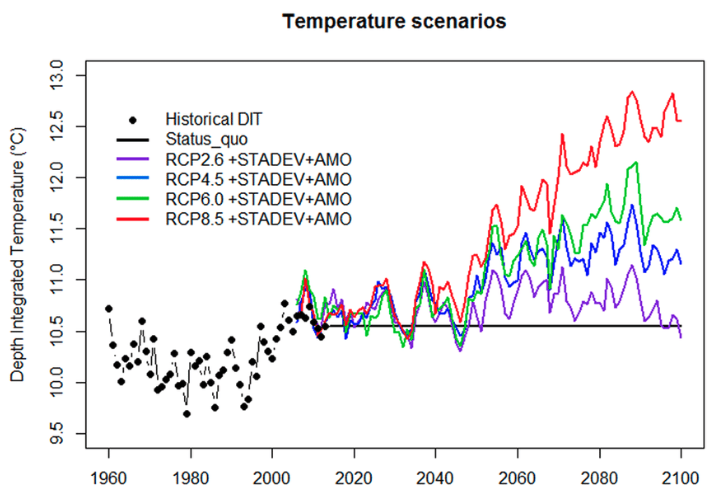 Temperature scenarios
Depth Integrated Temperature (°C)
13.0
12.5
12.0
11.5
11.0
10.5
10.0
9.5
Historical DIT
Status_quo
RCP2.6 +STADEV+AMO
RCP4.5 +STADEV+AMO
RCP6.0 +STADEV+AMO
RCP8.5 +STADEV+AMO
1960 1980 2000 2020 2040 2060 2080 2100